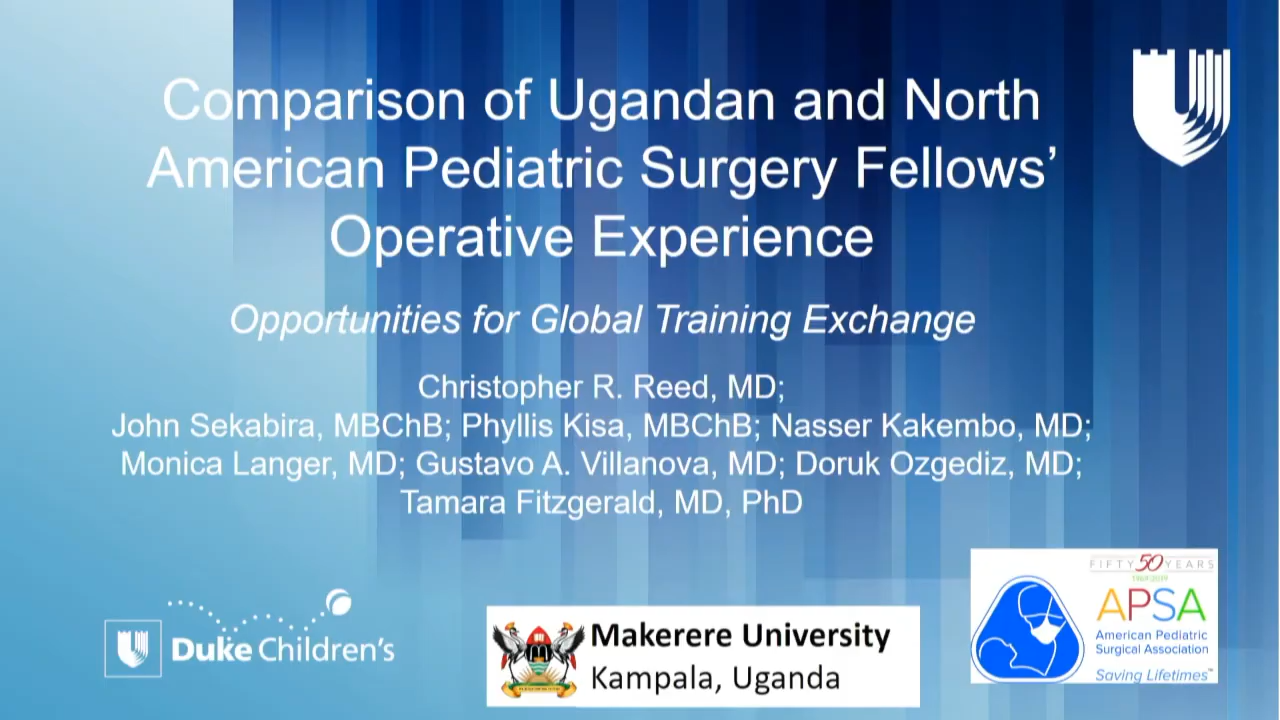 Comparison of Ugandan and North
American Pediatric Surgery Fellows’
Operative Experience
Opportunities for Global Training Exchange
Christopher R. Reed, MD;
John Sekabira, MBChB; Phyllis Kisa, MBChB; Nasser Kakembo, MD;
Monica Langer, MD; Gustavo A. Villanova, MD; Doruk Ozgediz, MD;
Tamara Fitzgerald, MD, PhD
Duke Children's
Makerere University
Kampala, Uganda
FIFTY 50 YEARS
APSA
American Pediatric
Surgical Association
Saving Lifetimes™